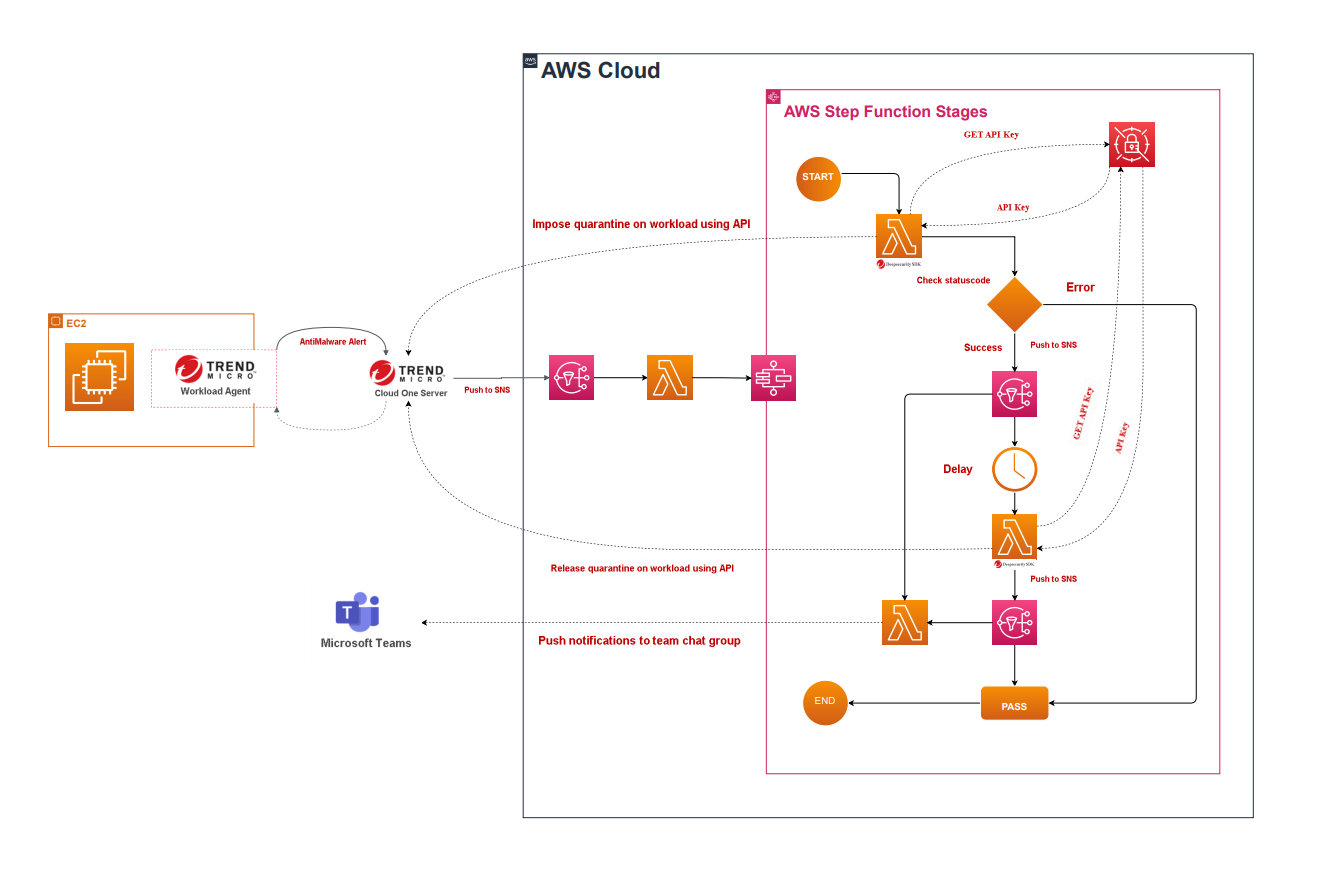 aws
AWS Cloud
AWS Step Function Stages
GET API Key
START
API Key
Impose quarantine on workload using API
Deepsecurity SDK
Check statuscode
Error
EC2
AntiMalware Alert
TREND
MICRO
Workload Agent
TREND
MICRO
Cloud One Server
Push to SNS
Success
Push to SNS
GET API Key
API Key
Delay
Release quarantine on workload using API
Deepsecurity SDK
Push to SNS
T
Microsoft Teams
Push notifications to team chat group
END
PASS